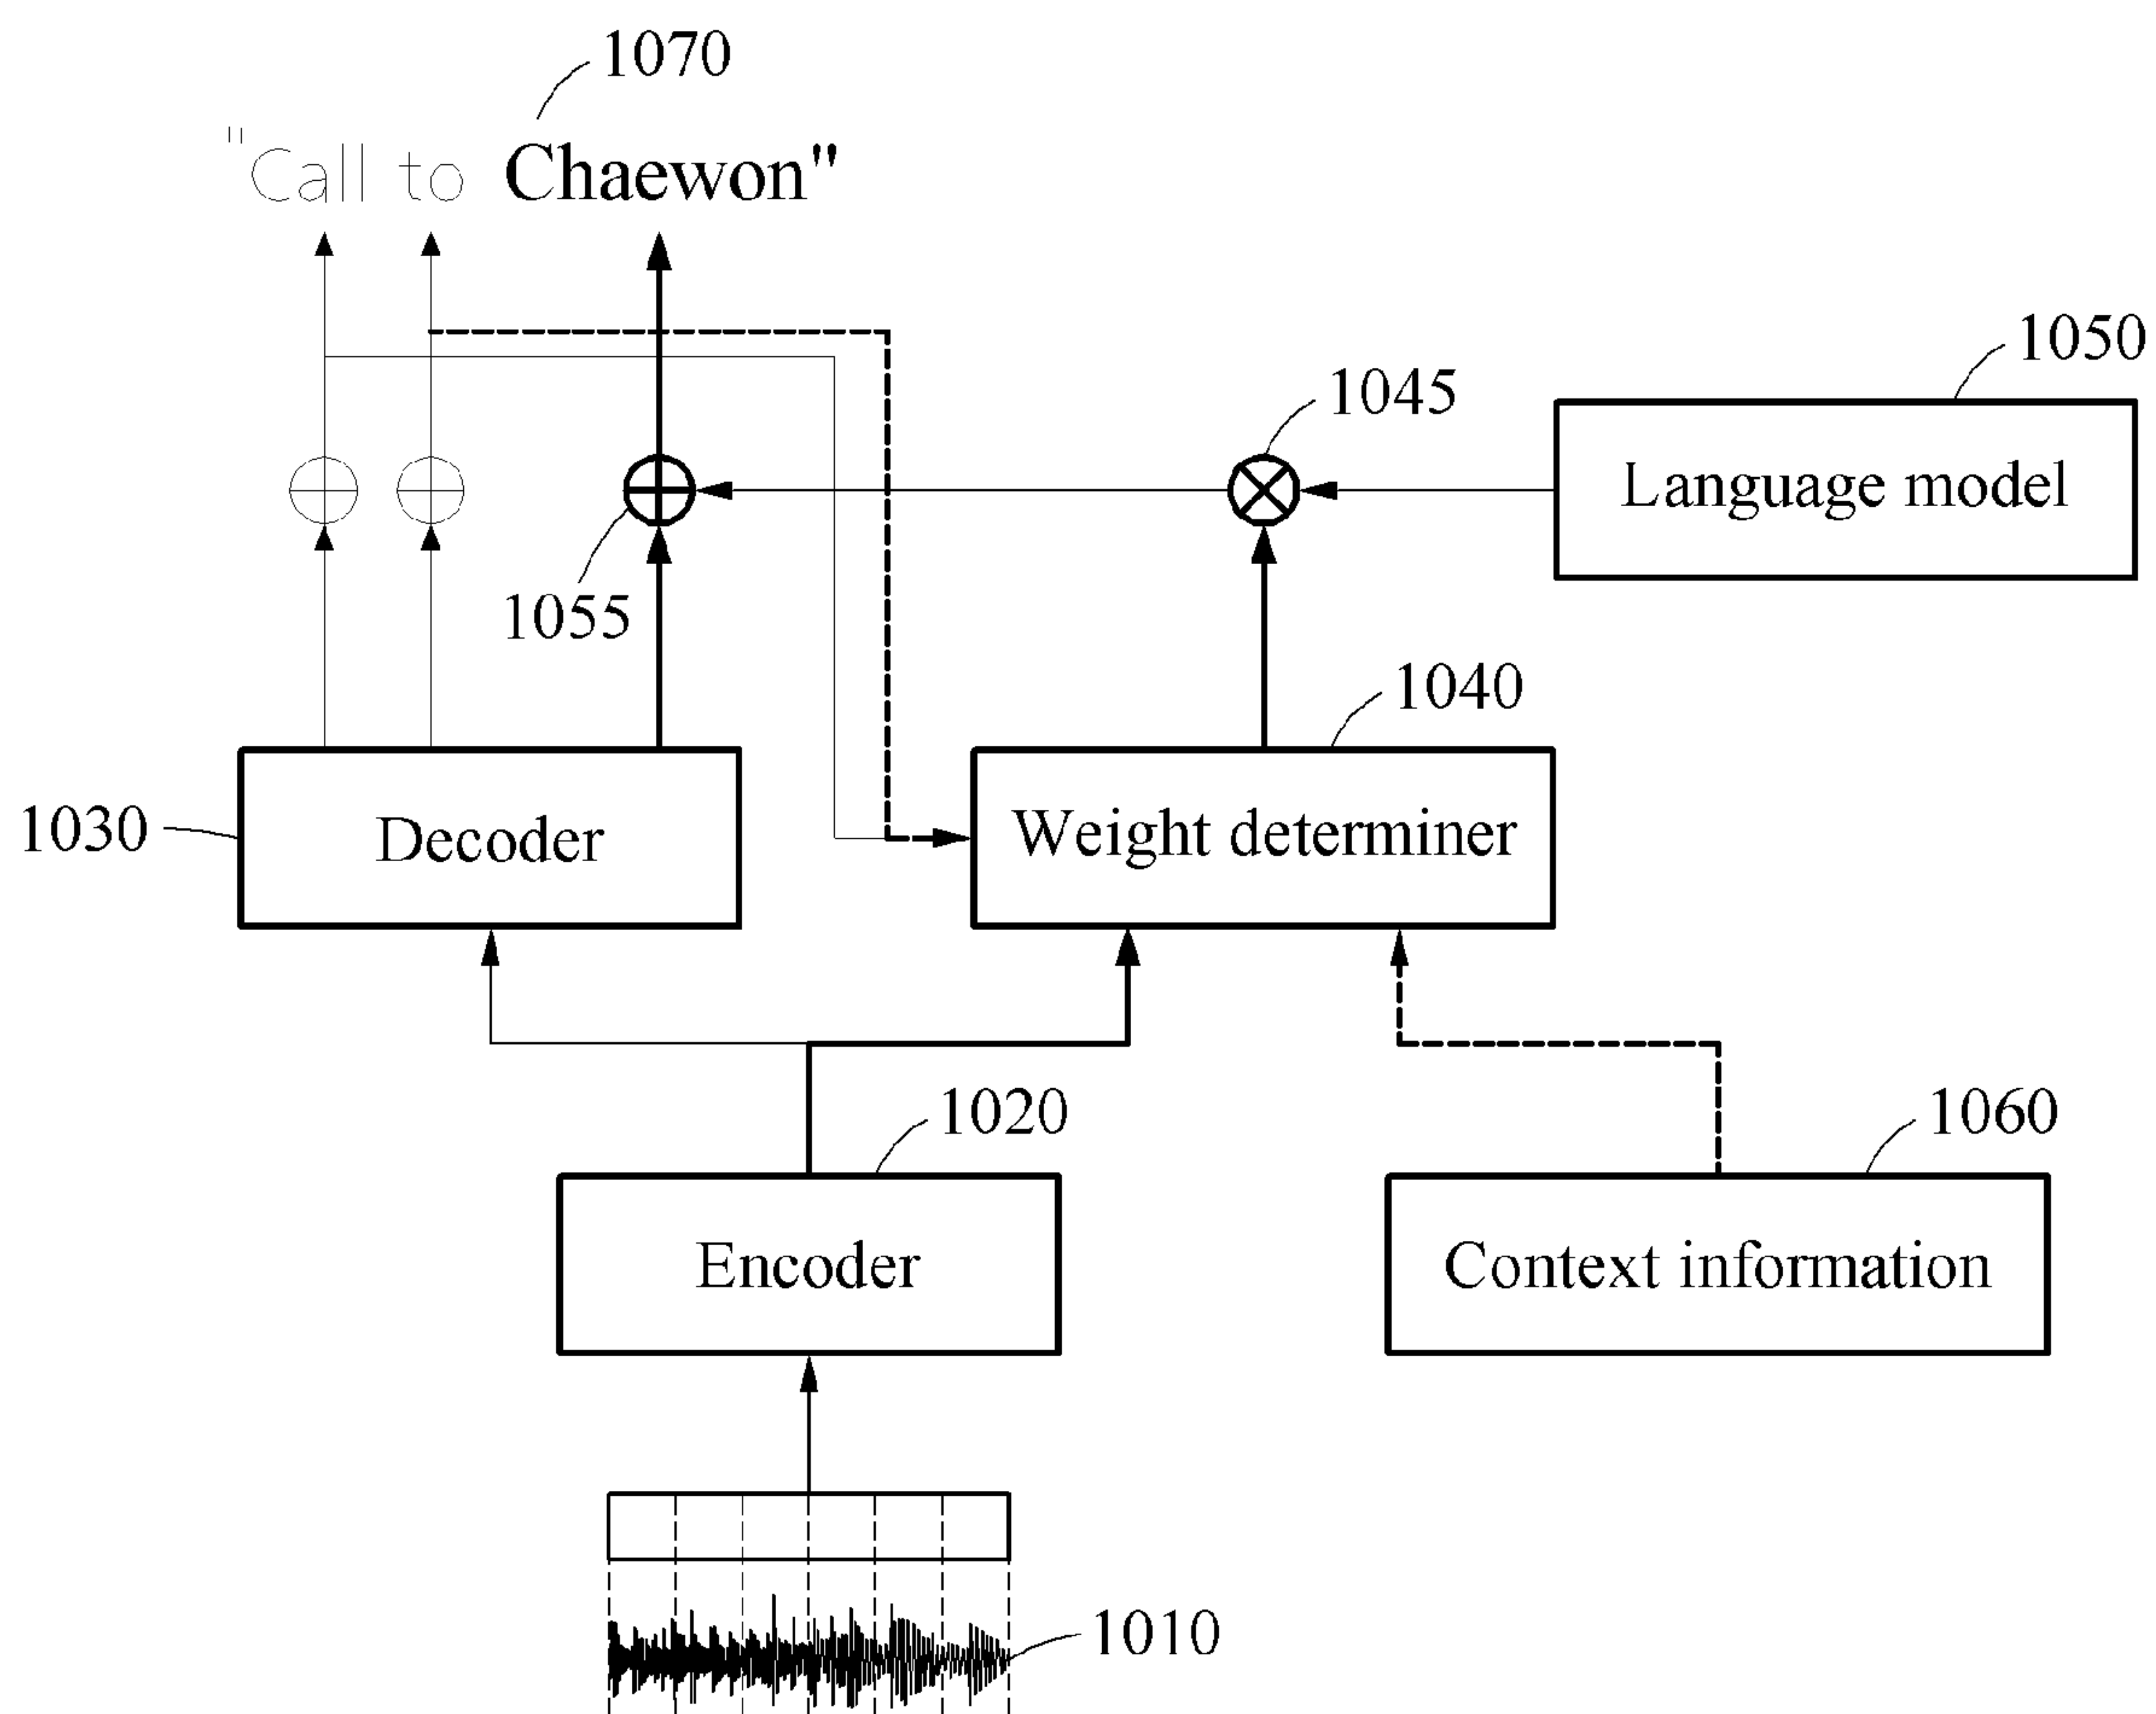 1070
"Call to Chaewon"
1050
1045
Language model
1055
1040
1030
Decoder
Weight determiner
1020
1060
Encoder
Context information
1010